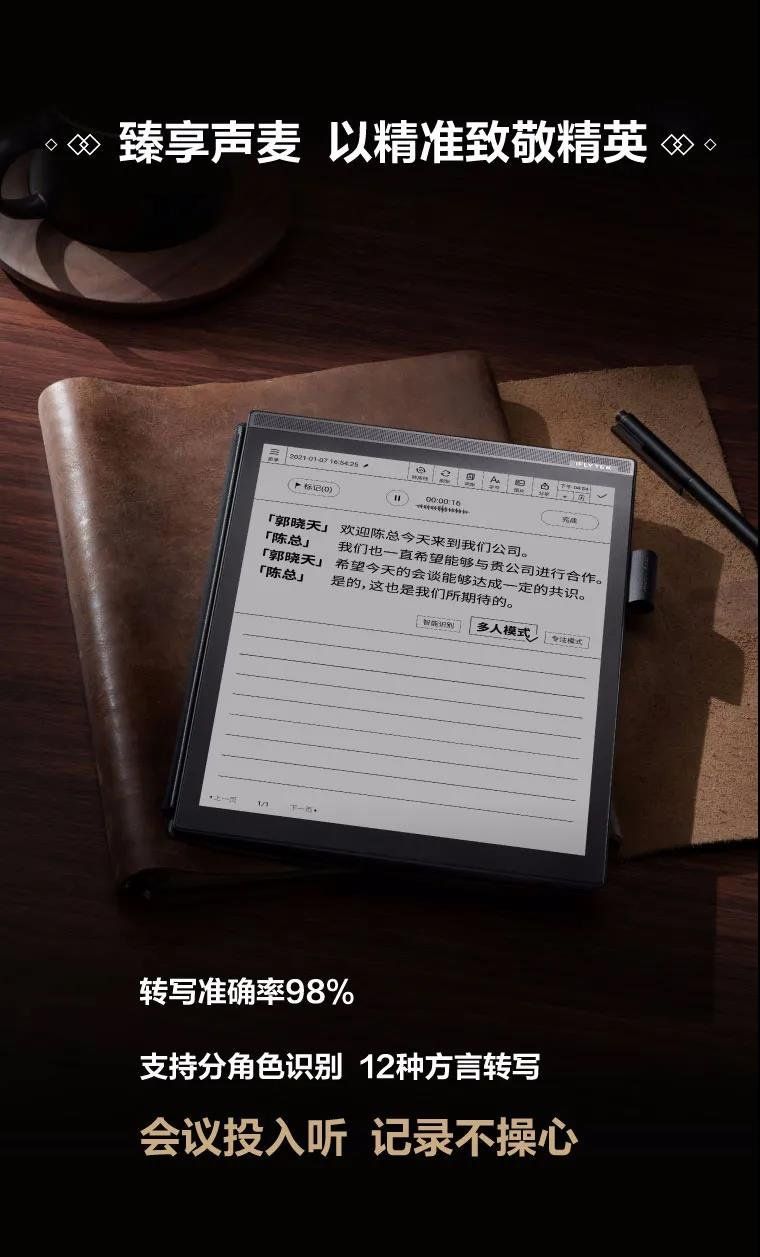 臻享声麦 以精准致敬精英
iFLYTEK
2021-01-07 16:54:25
标记(0)
00:00:16
完成
「郭晓天」 欢迎陈总今天来到我们公司。
「陈总」 我们也一直希望能够与贵公司进行合作。
「郭晓天」 希望今天的会谈能够达成一定的共识。
「陈总」 是的，这也是我们所期待的。
智能识别 多人模式 专注模式
上一页 1/1 下一页
转写准确率98%
支持分角色识别 12种方言转写
会议投入听 记录不操心